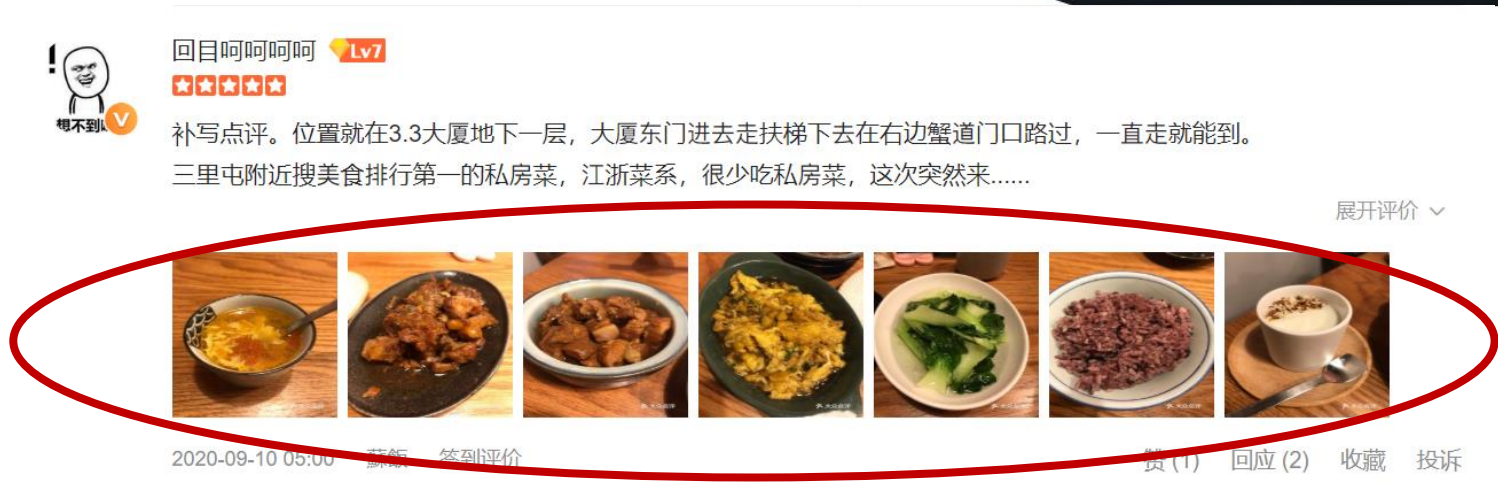 回目呵呵呵呵 Lv7
补写点评。位置就在3.3大厦地下一层，大厦东门进去走扶梯下去在右边蟹道门口路过，一直走就能到。
三里屯附近搜美食排行第一的私房菜，江浙菜系，很少吃私房菜，这次突然来......
展开评价
2020-09-10 05:00 蘇飯 签到评价 赞 (1) 回应 (2) 收藏 投诉